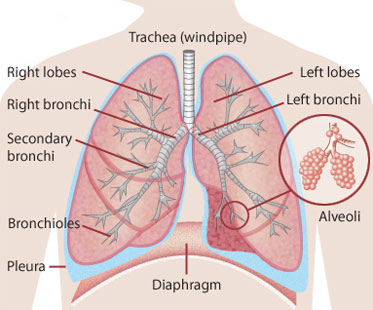 Trachea (windpipe)
Right lobes
Left lobes
Right bronchi
Left bronchi
Secondary
bronchi
Alveoli
Bronchioles
Pleura
Diaphragm